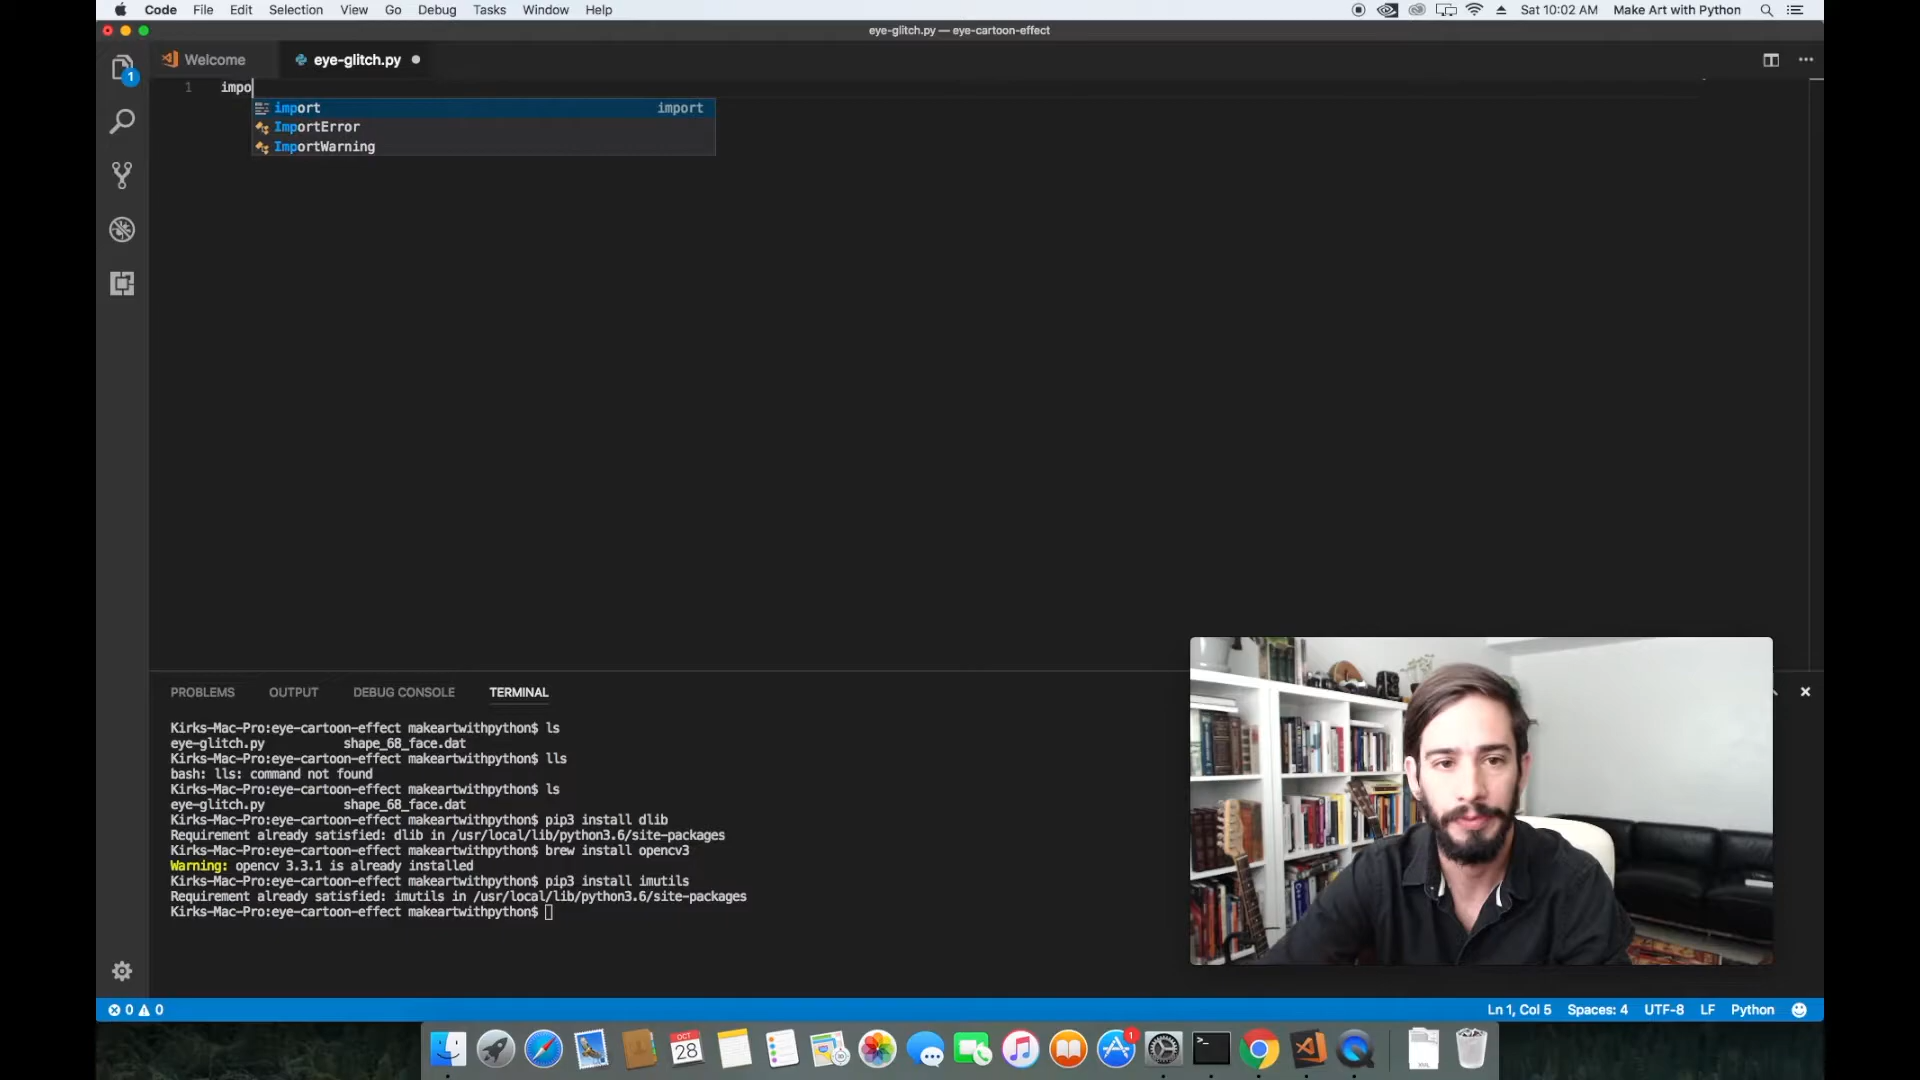 Code File Edit Selection View Go Debug Tasks Window Help Sat 10:02 AM Make Art with Python
eye-glitch.py — eye-cartoon-effect
1 Welcome eye-glitch.py
1 impo
import import
ImportError
ImportWarning
PROBLEMS OUTPUT DEBUG CONSOLE TERMINAL
Kirks-Mac-Pro:eye-cartoon-effect makeartwithpython$ ls
eye-glitch.py shape_68_face.dat
Kirks-Mac-Pro:eye-cartoon-effect makeartwithpython$ lls
bash: lls: command not found
Kirks-Mac-Pro:eye-cartoon-effect makeartwithpython$ ls
eye-glitch.py shape_68_face.dat
Kirks-Mac-Pro:eye-cartoon-effect makeartwithpython$ pip3 install dlib
Requirement already satisfied: dlib in /usr/local/lib/python3.6/site-packages
Kirks-Mac-Pro:eye-cartoon-effect makeartwithpython$ brew install opencv3
Warning: opencv 3.3.1 is already installed
Kirks-Mac-Pro:eye-cartoon-effect makeartwithpython$ pip3 install imutils
Requirement already satisfied: imutils in /usr/local/lib/python3.6/site-packages
Kirks-Mac-Pro:eye-cartoon-effect makeartwithpython$
0 0 Ln 1, Col 5 Spaces: 4 UTF-8 LF Python
OCT 28 1